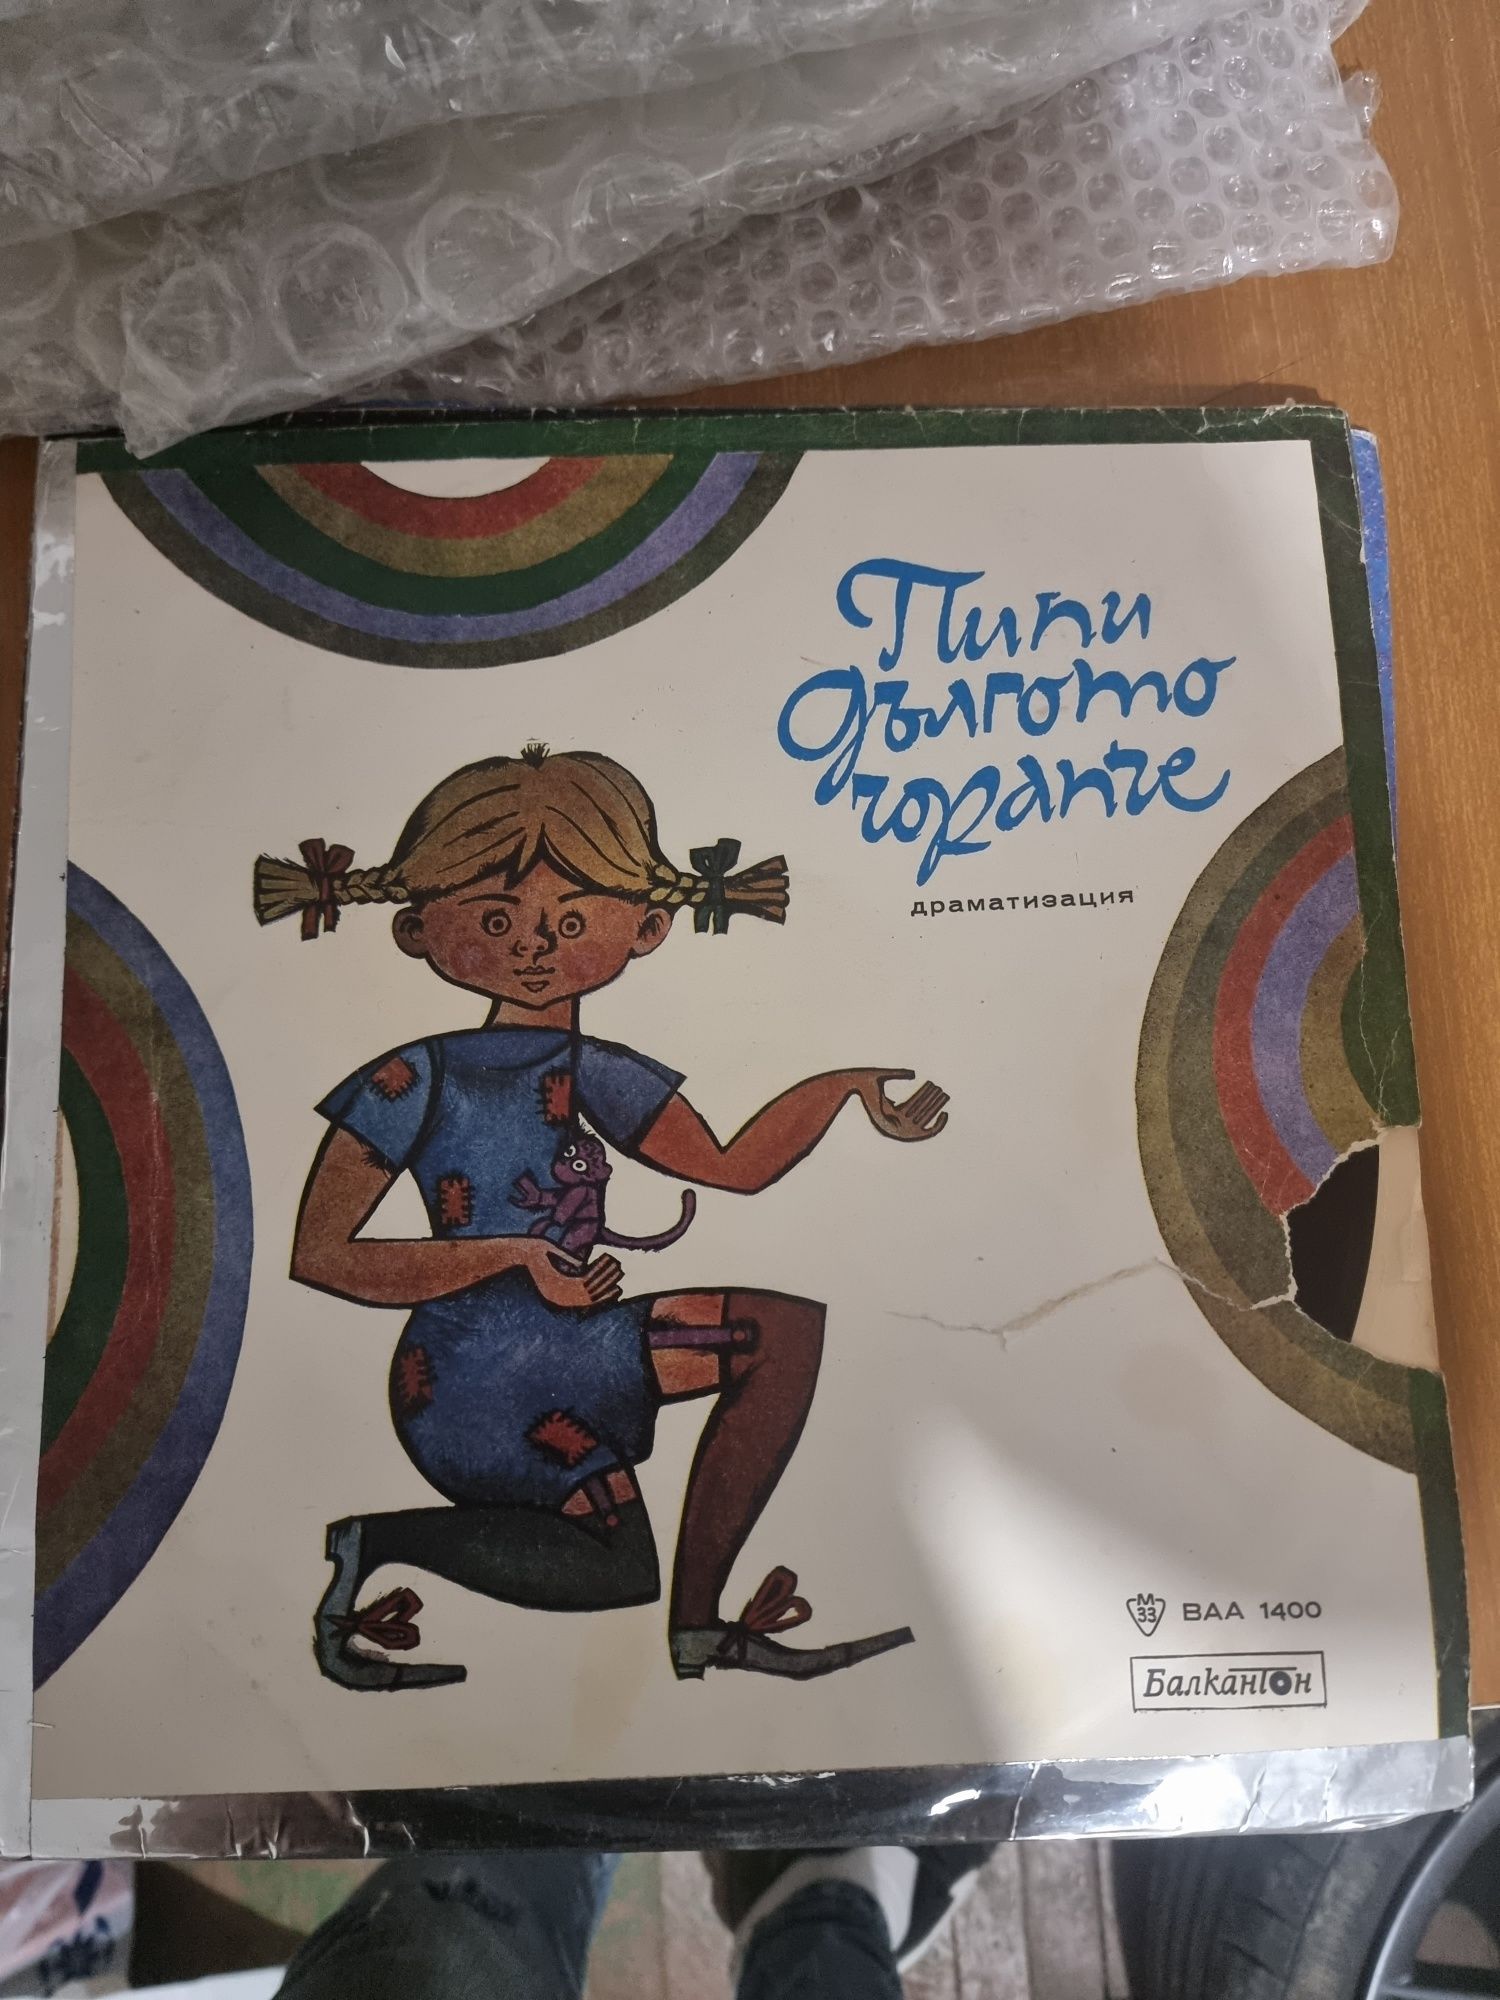 Пипи
дългото
чорапче
драматизация
М
33
ВАА 1400
Балкантон